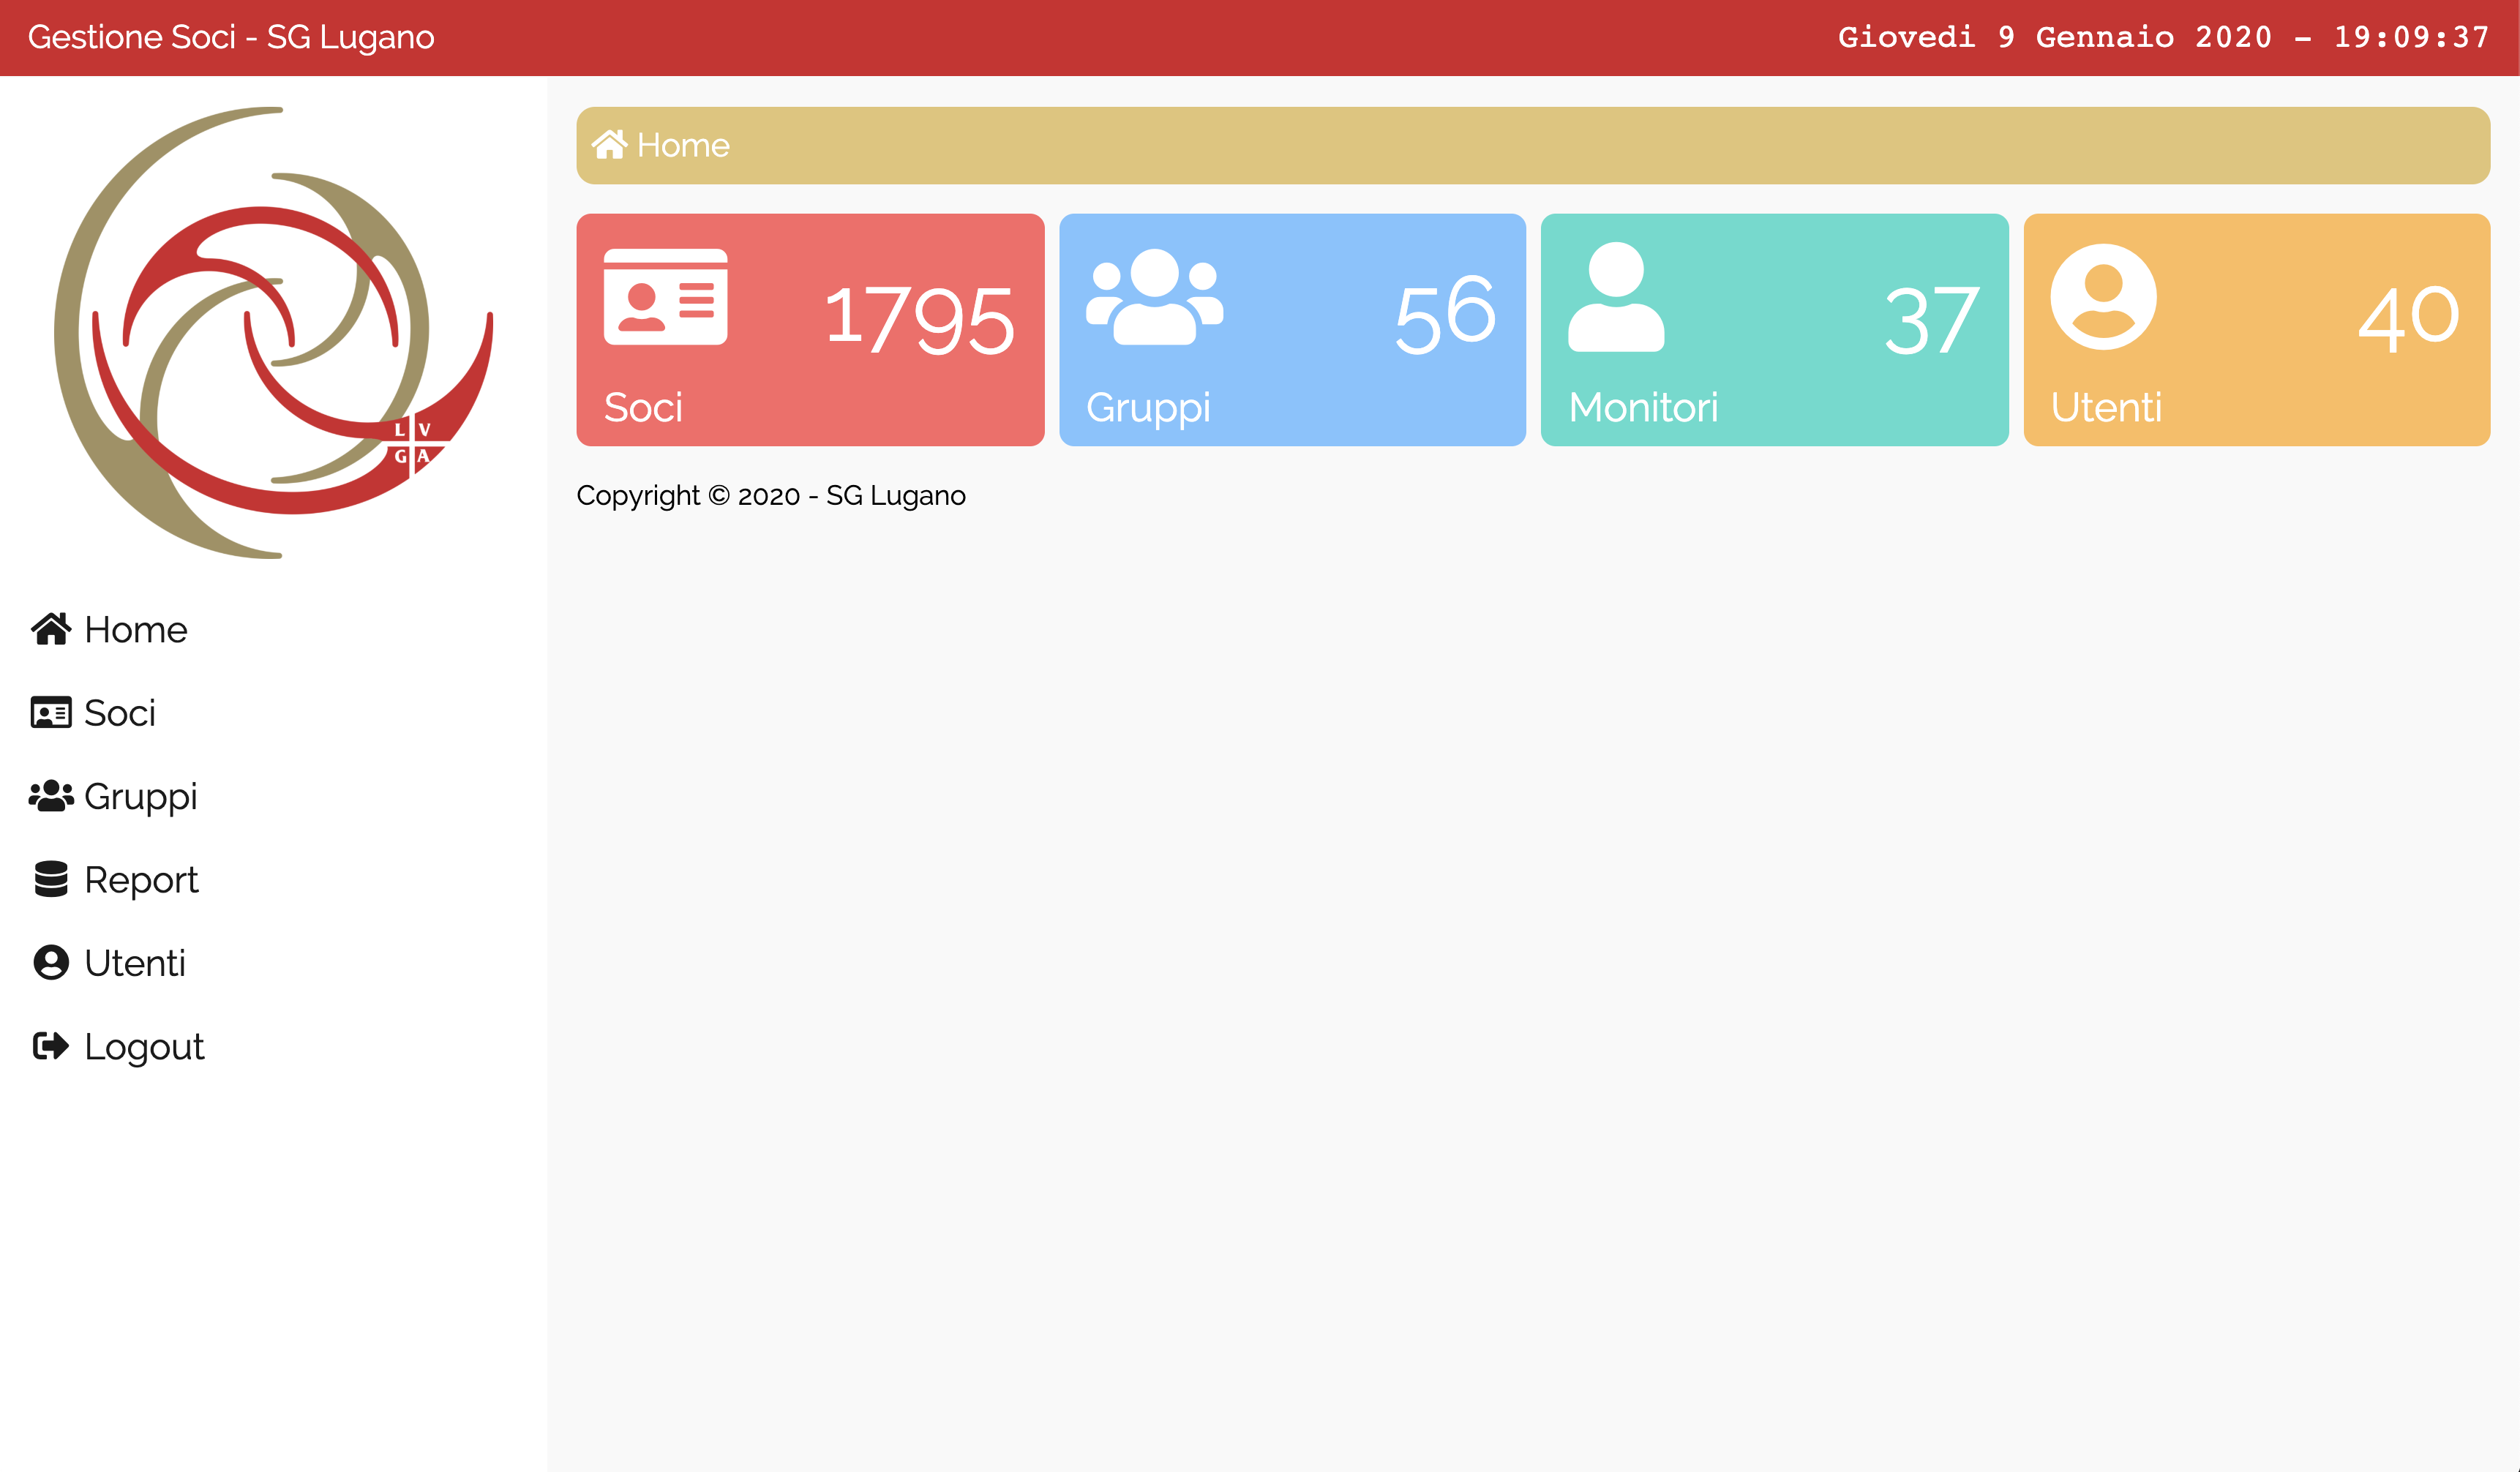 Gestione Soci - SG Lugano
Giovedi 9 Gennaio 2020 - 19:09:37
L V
G A
Home
Soci
Gruppi
Report
Utenti
Logout
Home
1795
Soci
56
Gruppi
37
Monitori
40
Utenti
Copyright © 2020 - SG Lugano